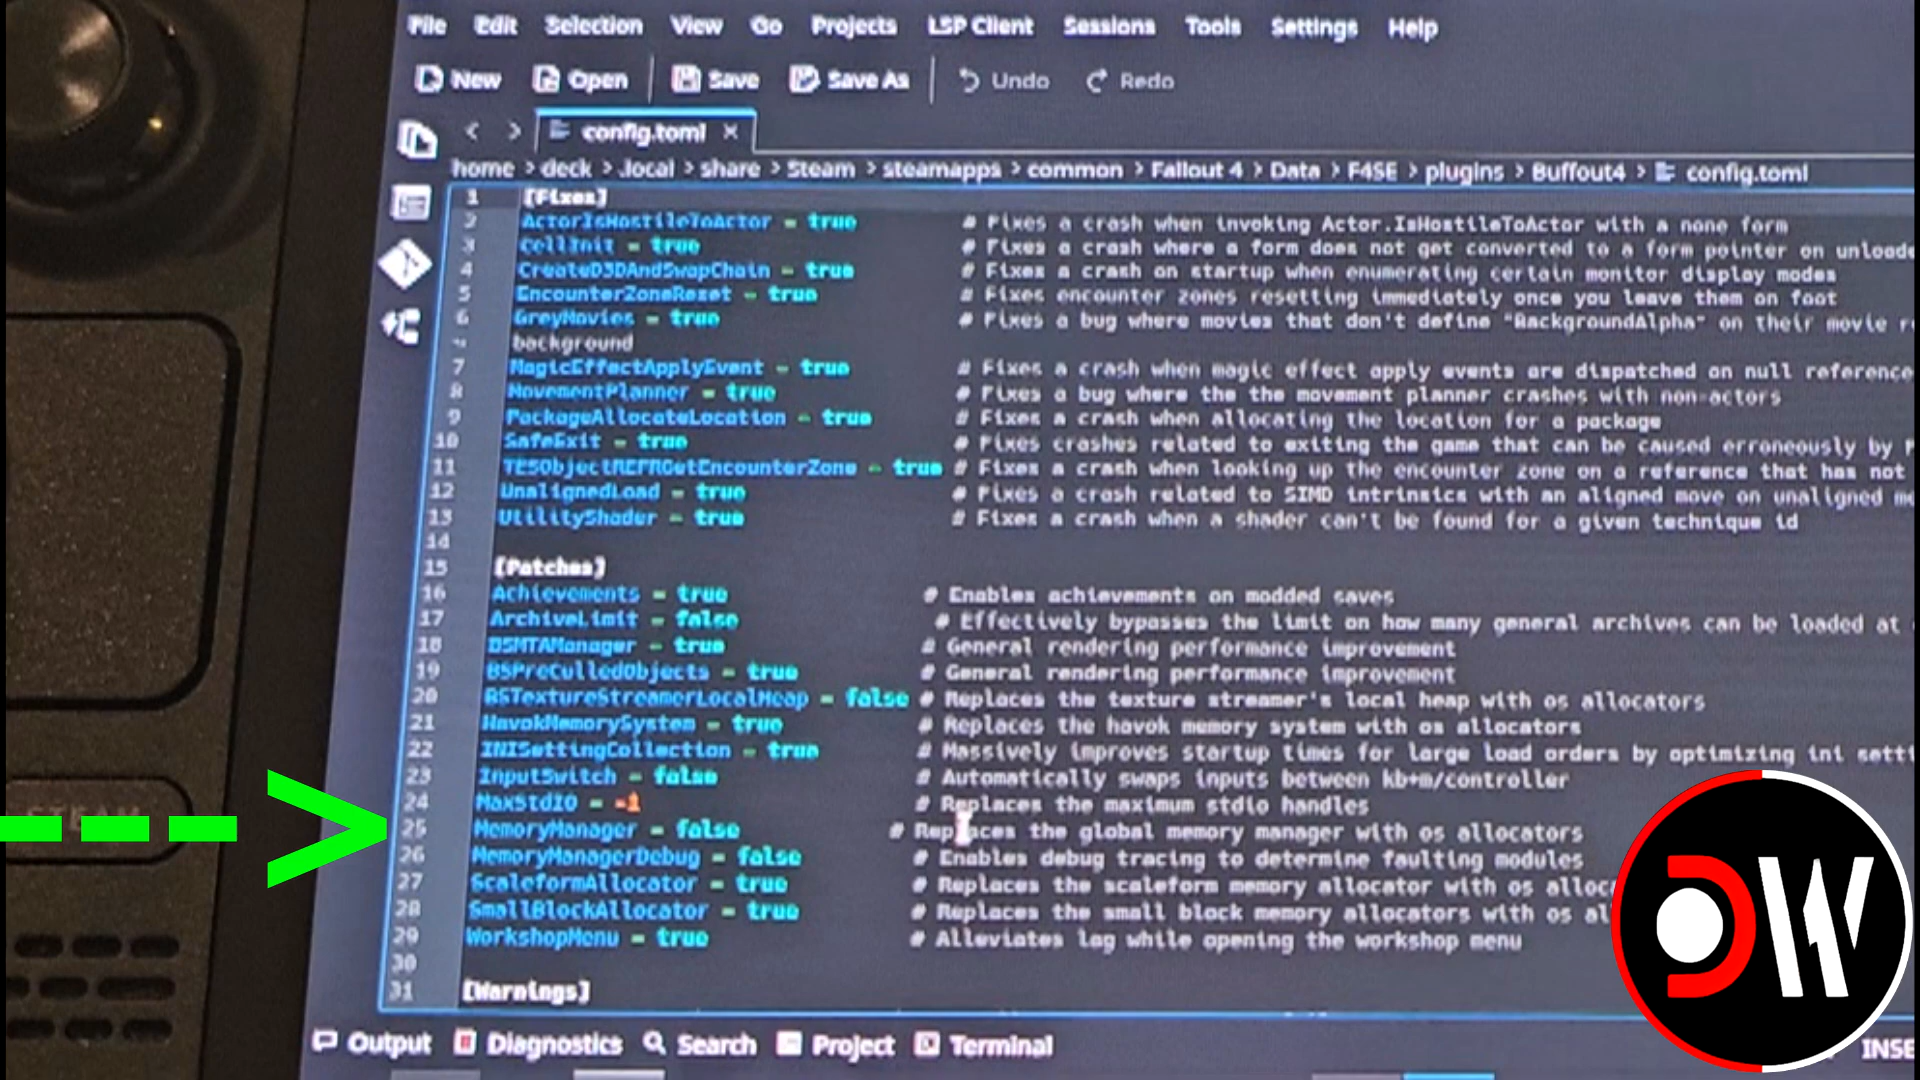 File Edit Selection View Go Projects LSP Client Sessions Tools Settings Help
New Open Save Save As Undo Redo
config.toml
home > deck > .local > share > Steam > steamapps > common > Fallout 4 > Data > F4SE > plugins > Buffout4 > config.toml
1 [Fixes]
2 ActorIsHostileToActor = true # Fixes a crash when invoking Actor.IsHostileToActor with a none form
3 CellInit = true # Fixes a crash where a form does not get converted to a form pointer on unloade
4 CreateD3DAndSwapChain = true # Fixes a crash on startup when enumerating certain monitor display modes
5 EncounterZoneReset = true # Fixes encounter zones resetting immediately once you leave them on foot
6 GreyMovies = true # Fixes a bug where movies that don't define "BackgroundAlpha" on their movie r
background
7 MagicEffectApplyEvent = true # Fixes a crash when magic effect apply events are dispatched on null reference
8 MovementPlanner = true # Fixes a bug where the the movement planner crashes with non-actors
9 PackageAllocateLocation = true # Fixes a crash when allocating the location for a package
10 SafeExit = true # Fixes crashes related to exiting the game that can be caused erroneously by
11 TESObjectREFRGetEncounterZone = true # Fixes a crash when looking up the encounter zone on a reference that has not
12 UnalignedLoad = true # Fixes a crash related to SIMD intrinsics with an aligned move on unaligned m
13 UtilityShader = true # Fixes a crash when a shader can't be found for a given technique id
14
15 [Patches]
16 Achievements = true # Enables achievements on modded saves
17 ArchiveLimit = false # Effectively bypasses the limit on how many general archives can be loaded at
18 BSMTAManager = true # General rendering performance improvement
19 BSPreCulledObjects = true # General rendering performance improvement
20 BSTextureStreamerLocalHeap = false # Replaces the texture streamer's local heap with os allocators
21 HavokMemorySystem = true # Replaces the havok memory system with os allocators
22 INISettingCollection = true # Massively improves startup times for large load orders by optimizing ini setti
23 InputSwitch = false # Automatically swaps inputs between kb+m/controller
24 MaxStdIO = -1 # Replaces the maximum stdio handles
25 MemoryManager = false # Replaces the global memory manager with os allocators
26 MemoryManagerDebug = false # Enables debug tracing to determine faulting modules
27 ScaleformAllocator = true # Replaces the scaleform memory allocator with os alloc
28 SmallBlockAllocator = true # Replaces the small block memory allocators with os al
29 WorkshopMenu = true # Alleviates lag while opening the workshop menu
30
31 [Warnings]
Output Diagnostics Search Project Terminal INSE
STEAM
DW